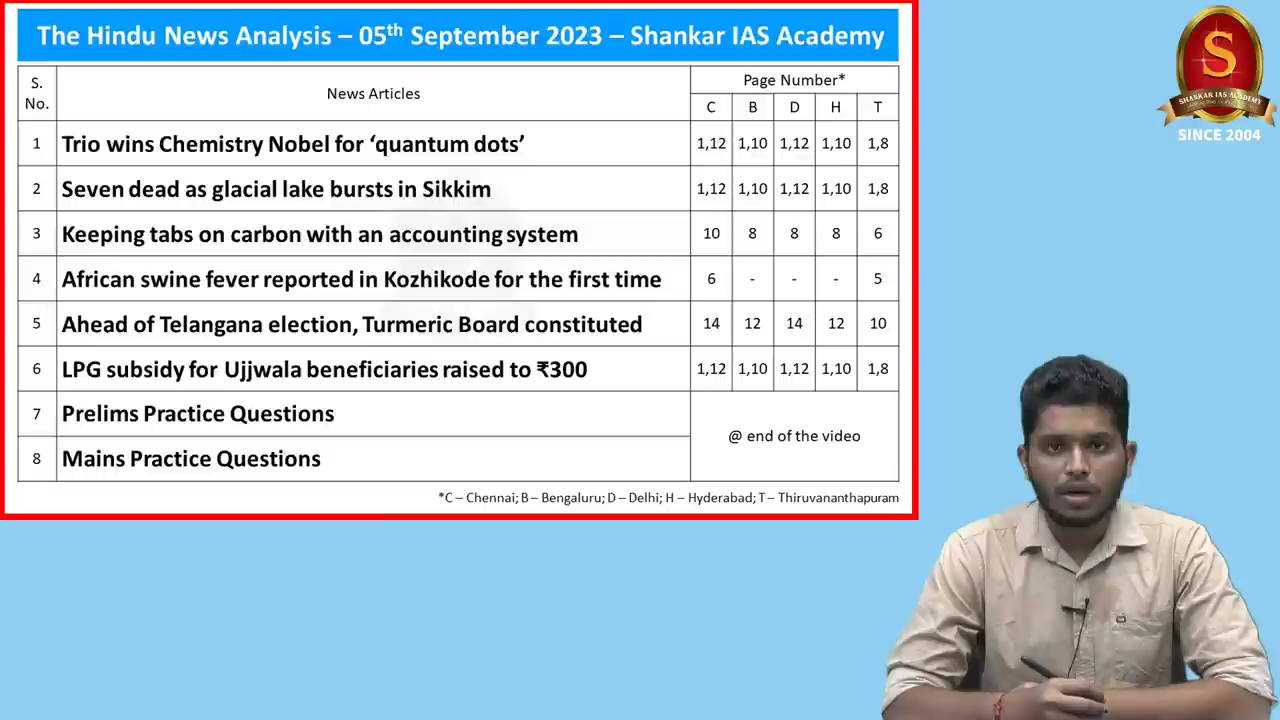 The Hindu News Analysis – 05th September 2023 – Shankar IAS Academy
S. No. News Articles Page Number*
C B D H T
1 Trio wins Chemistry Nobel for ‘quantum dots’ 1,12 1,10 1,12 1,10 1,8
2 Seven dead as glacial lake bursts in Sikkim 1,12 1,10 1,12 1,10 1,8
3 Keeping tabs on carbon with an accounting system 10 8 8 8 6
4 African swine fever reported in Kozhikode for the first time 6 - - - 5
5 Ahead of Telangana election, Turmeric Board constituted 14 12 14 12 10
6 LPG subsidy for Ujjwala beneficiaries raised to ₹300 1,12 1,10 1,12 1,10 1,8
7 Prelims Practice Questions
@ end of the video
8 Mains Practice Questions
*C – Chennai; B – Bengaluru; D – Delhi; H – Hyderabad; T – Thiruvananthapuram
S
SHANKAR IAS ACADEMY
SINCE 2004